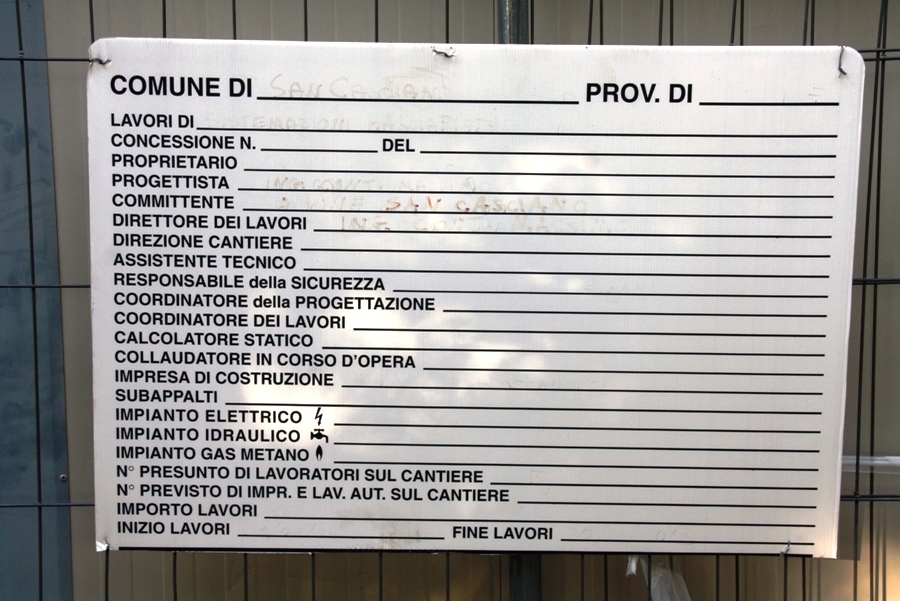 COMUNE DI SAN CASCIANO PROV. DI
LAVORI DI
CONCESSIONE N. DEL
PROPRIETARIO
PROGETTISTA ING
COMMITTENTE SAN CASCIANO
DIRETTORE DEI LAVORI ING
DIREZIONE CANTIERE
ASSISTENTE TECNICO
RESPONSABILE della SICUREZZA
COORDINATORE della PROGETTAZIONE
COORDINATORE DEI LAVORI
CALCOLATORE STATICO
COLLAUDATORE IN CORSO D'OPERA
IMPRESA DI COSTRUZIONE
SUBAPPALTI
IMPIANTO ELETTRICO
IMPIANTO IDRAULICO
IMPIANTO GAS METANO
N° PRESUNTO DI LAVORATORI SUL CANTIERE
N° PREVISTO DI IMPR. E LAV. AUT. SUL CANTIERE
IMPORTO LAVORI
INIZIO LAVORI FINE LAVORI